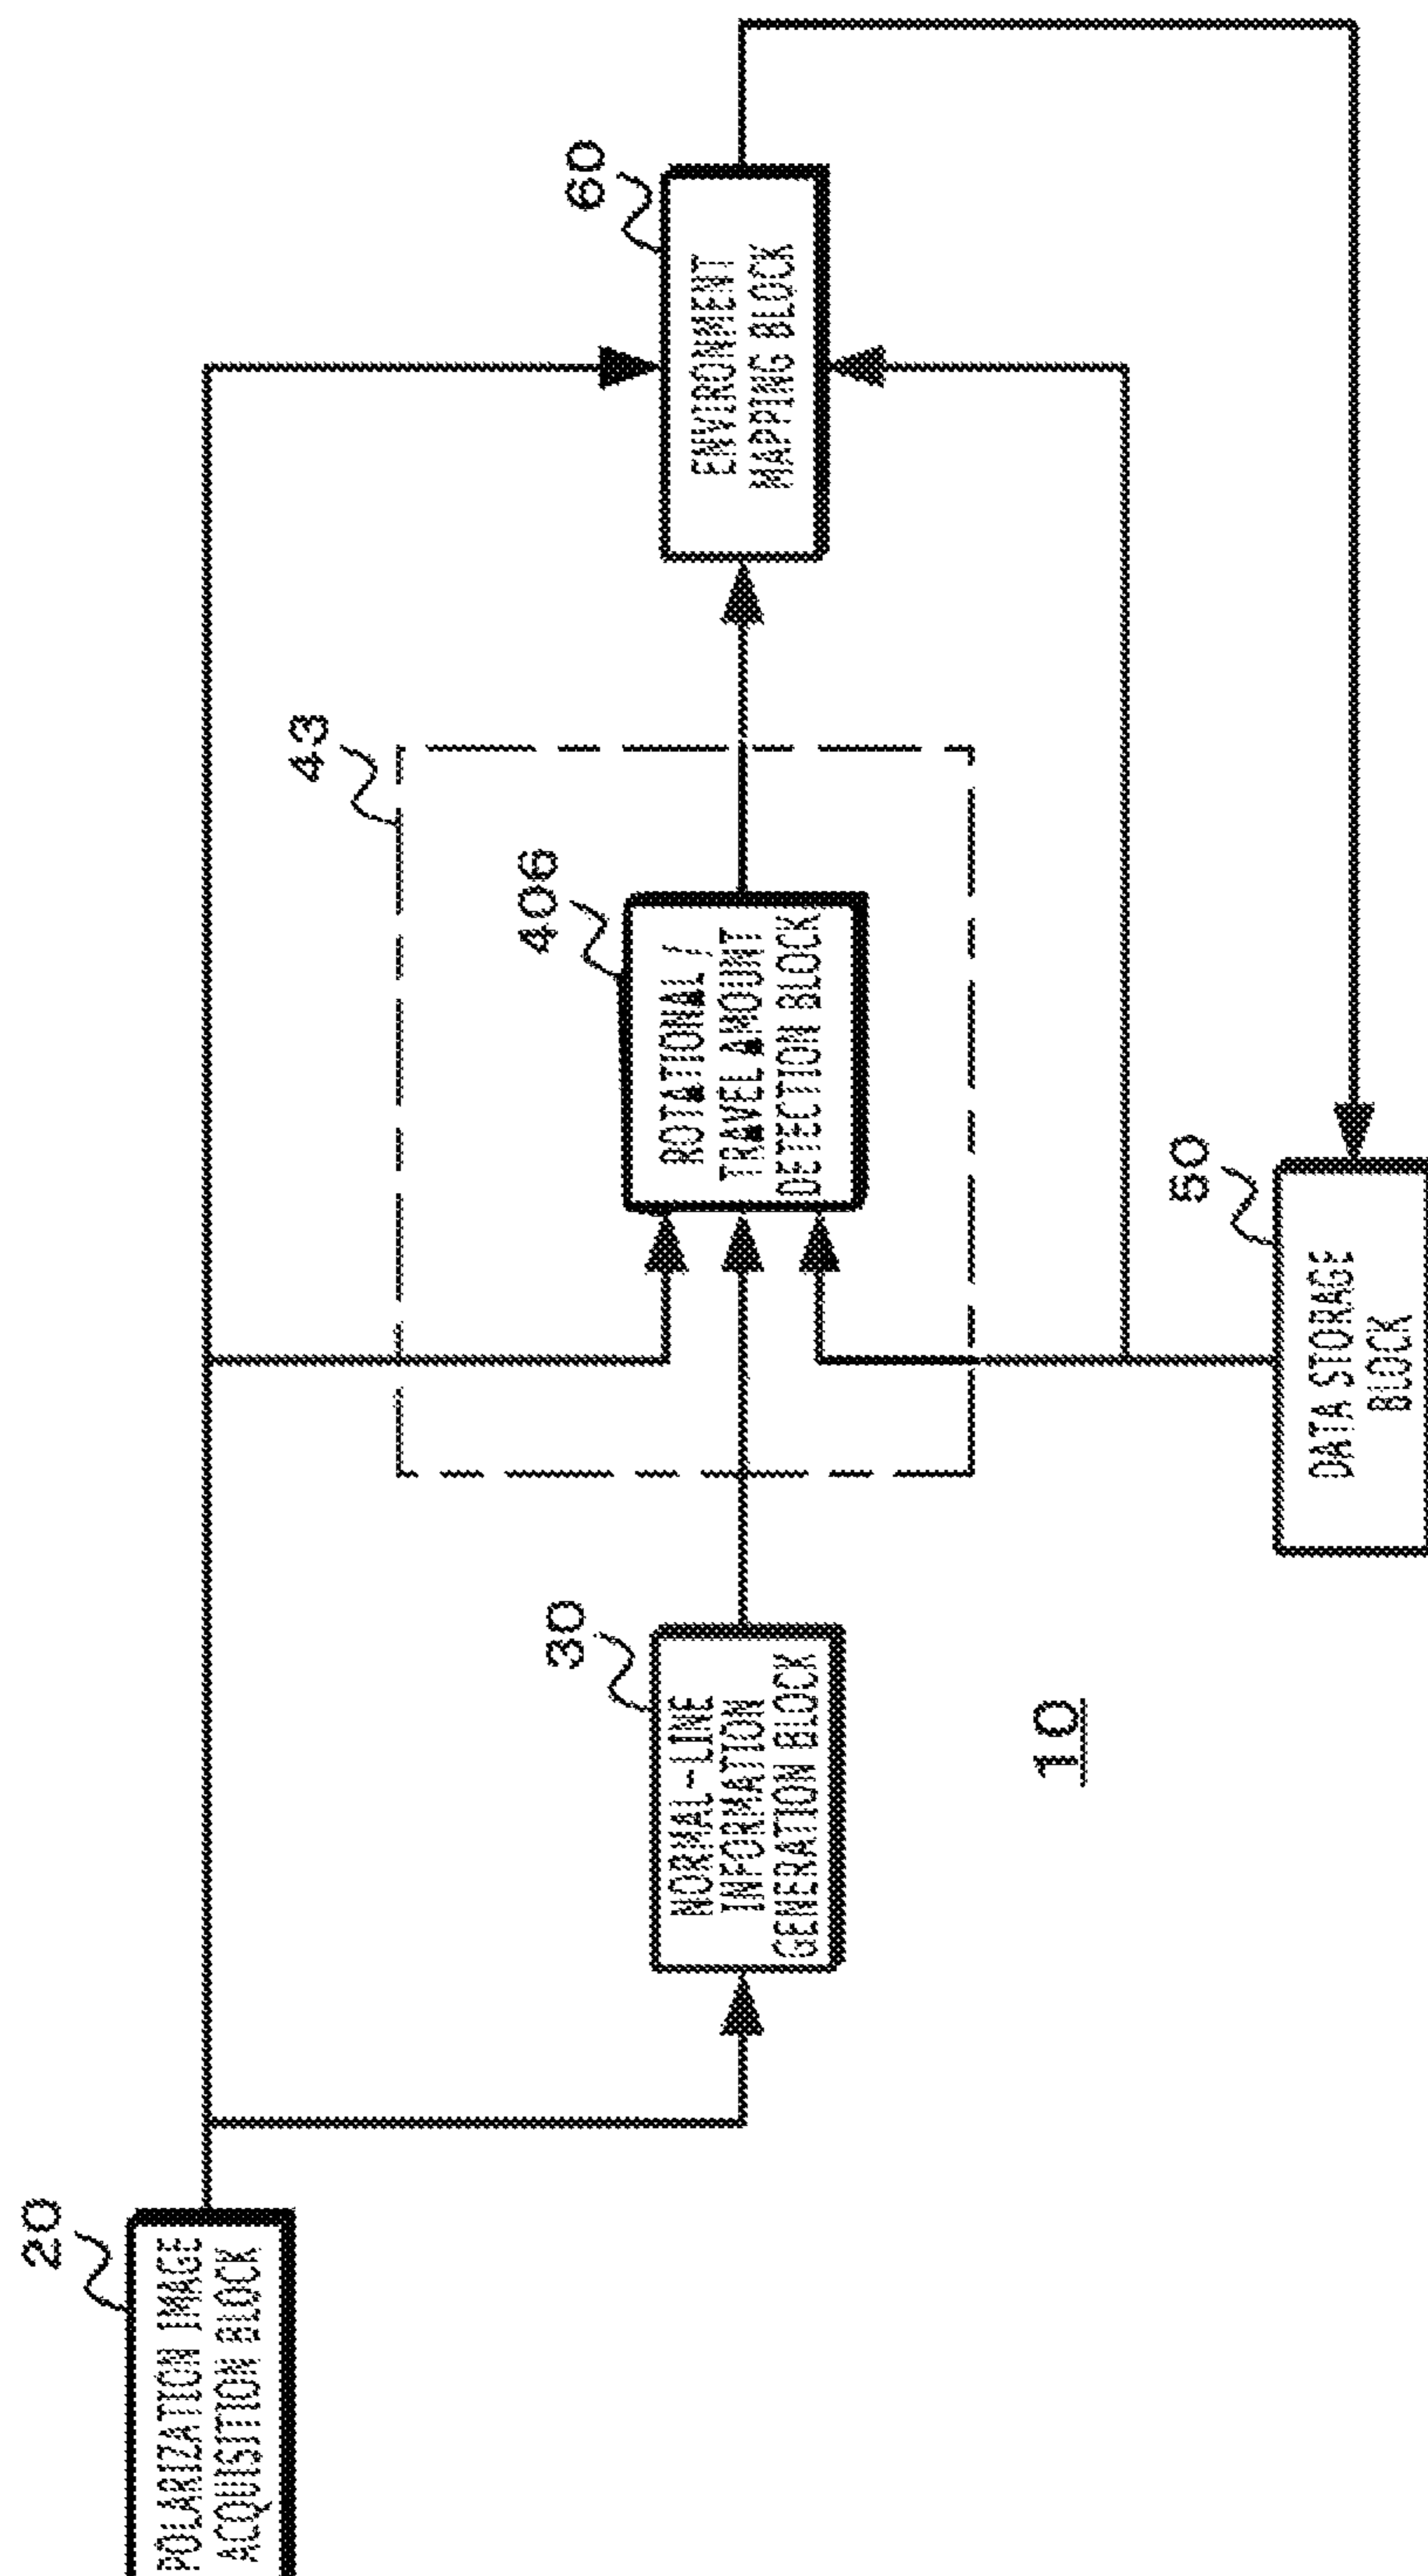 20
POLARIZATION IMAGE
ACQUISITION BLOCK
30
NORMAL-LINE
INFORMATION
GENERATION BLOCK
43
406
ROTATIONAL /
TRAVEL AMOUNT
DETECTION BLOCK
60
ENVIRONMENT
MAPPING BLOCK
50
DATA STORAGE
BLOCK
10